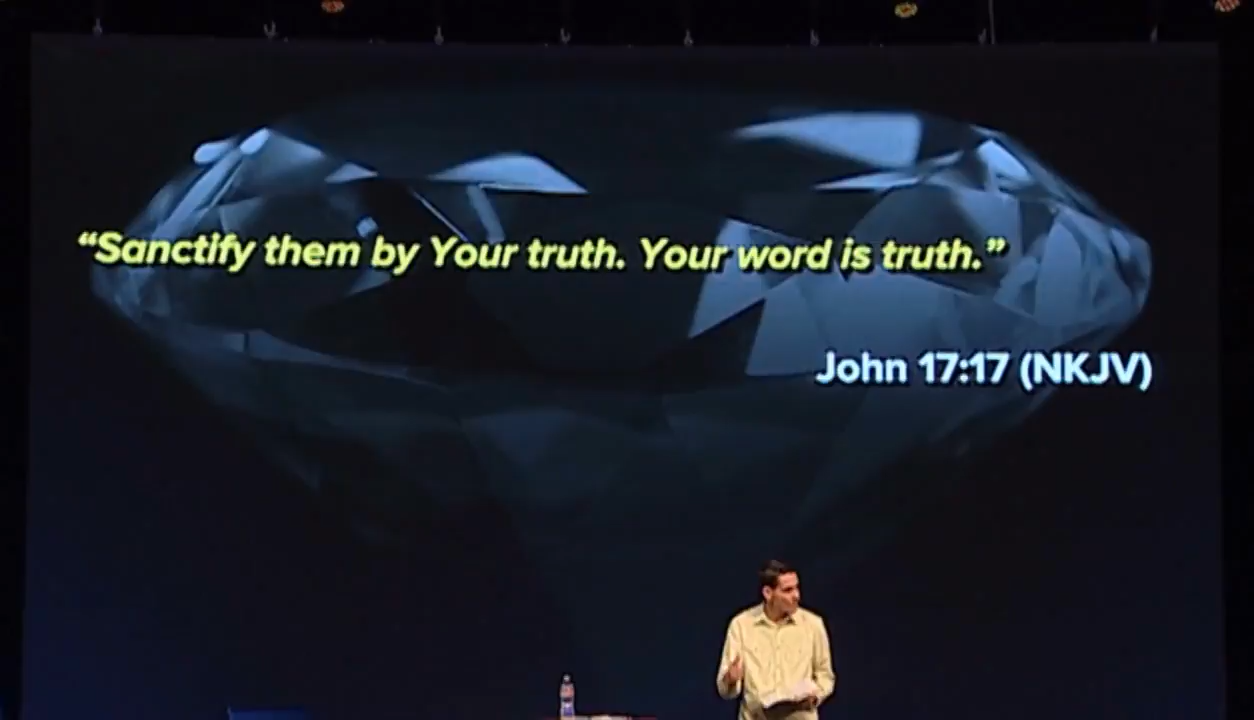 “Sanctify them by Your truth. Your word is truth.”
John 17:17 (NKJV)